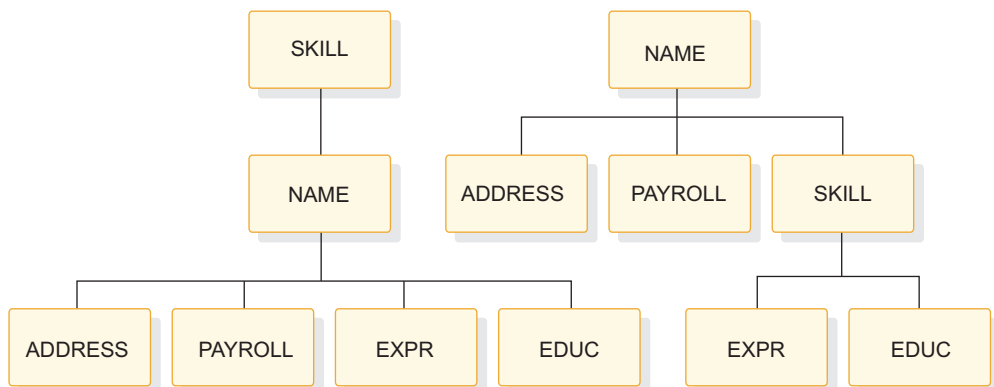 SKILL
NAME
NAME
ADDRESS
PAYROLL
SKILL
ADDRESS
PAYROLL
EXPR
EDUC
EXPR
EDUC